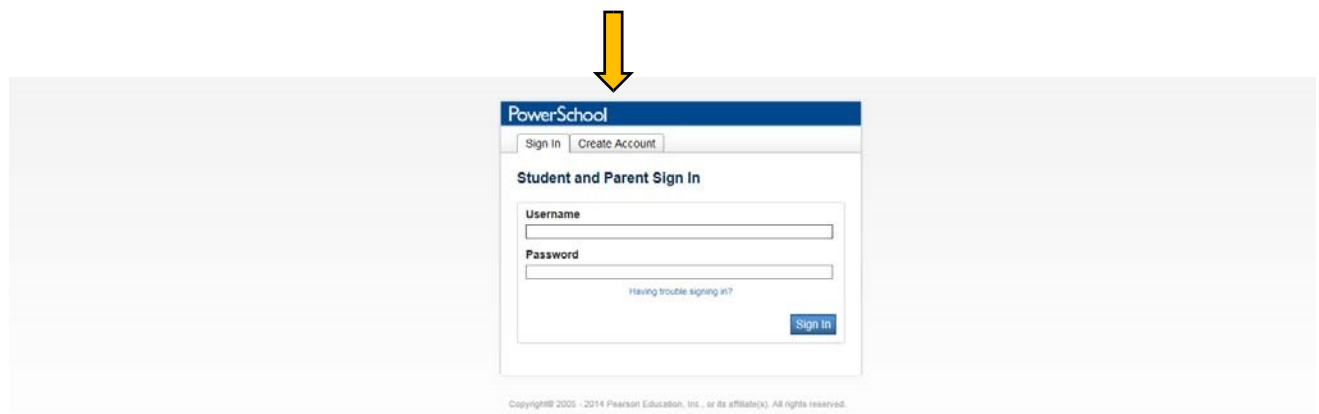 PowerSchool
Sign In Create Account
Student and Parent Sign In
Username
Password
Having trouble signing in?
Sign In
Copyright© 2005 - 2014 Pearson Education, Inc., or its affiliate(s). All rights reserved.